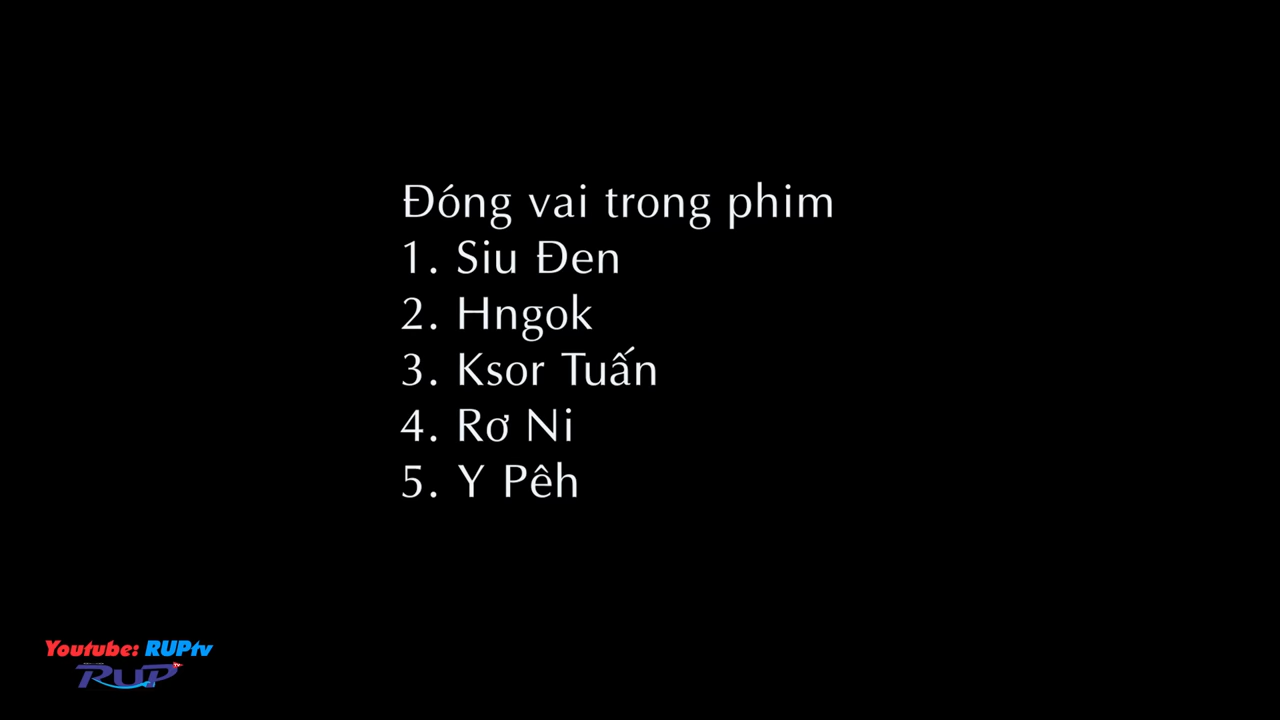 Đóng vai trong phim
1. Siu Đen
2. Hngok
3. Ksor Tuấn
4. Rơ Ni
5. Y Pêh
Youtube: RUPtv
RUP